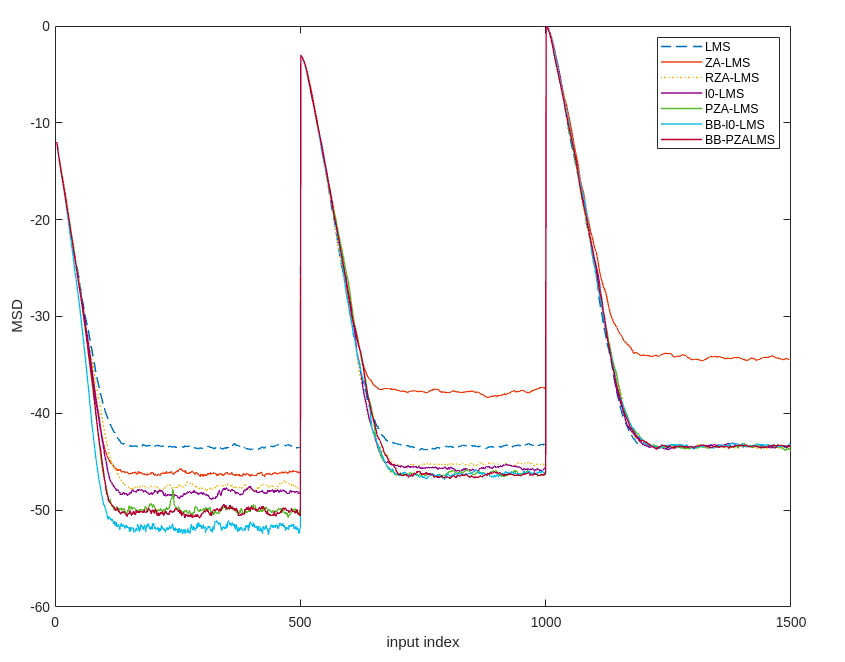 0
-10
-20
-30
-40
-50
-60
MSD
0
500
1000
1500
input index
LMS
ZA-LMS
RZA-LMS
l0-LMS
PZA-LMS
BB-l0-LMS
BB-PZALMS